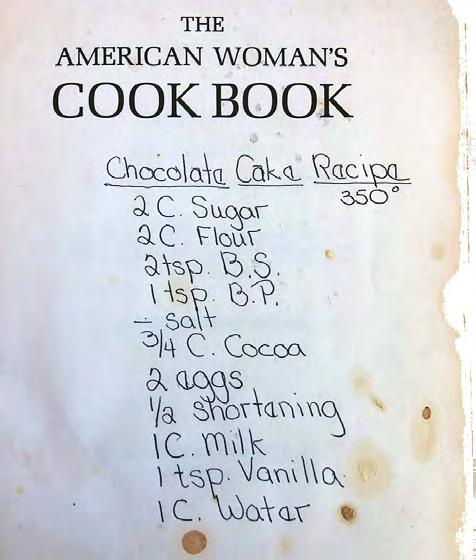 THE
AMERICAN WOMAN'S
COOK BOOK
Chocolate Cake Recipe
350°
2 C. Sugar
2 C. Flour
2 tsp. B.S.
1 tsp. B.P.
÷ salt
3/4 C. Cocoa
2 eggs
1/2 shortening
1 C. Milk
1 tsp. Vanilla
1 C. Water